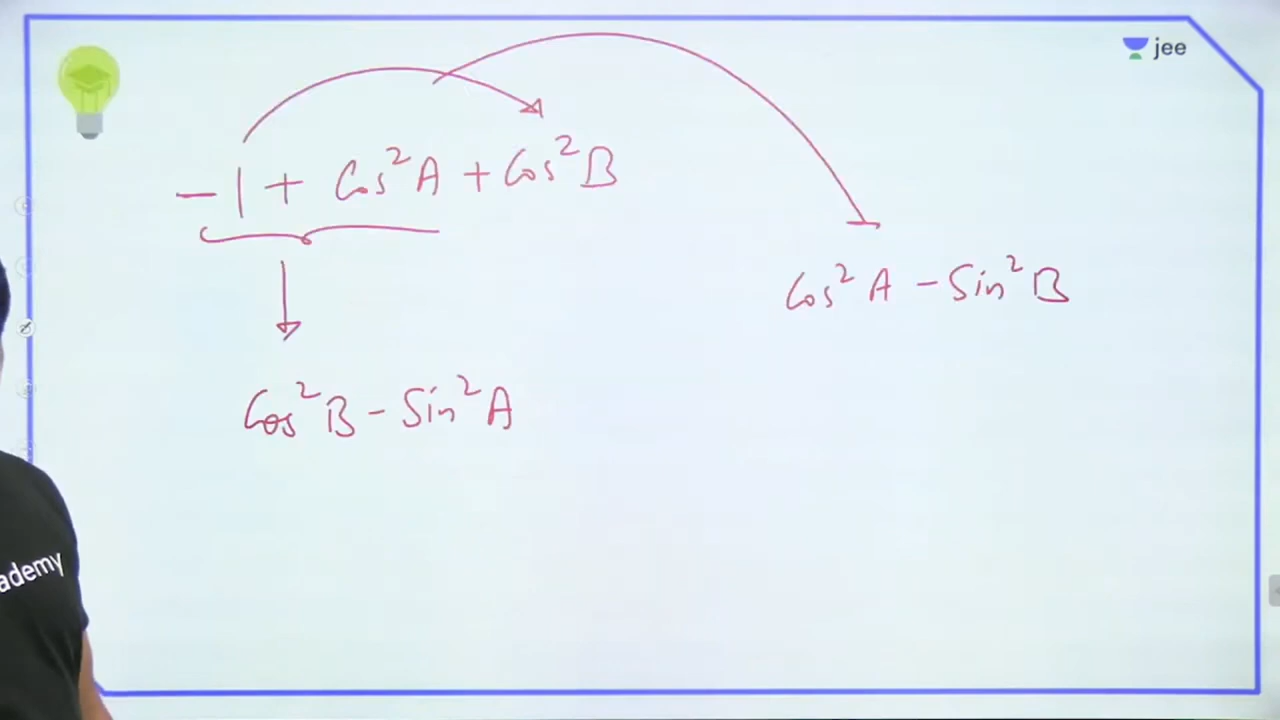 jee
-1 + Cos²A + Cos²B
Cos²A - Sin²B
Cos²B - Sin²A
ademy